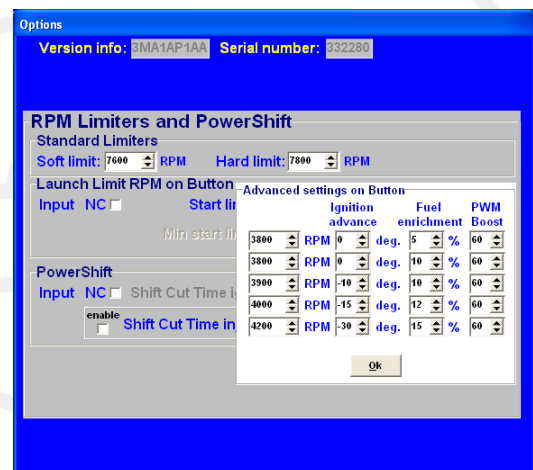 Options
Version info: 3MA1AP1AA Serial number: 332280
RPM Limiters and PowerShift
Standard Limiters
Soft limit: 7600 RPM Hard limit: 7800 RPM
Launch Limit RPM on Button
Input NC Start lin
Min start lin
Advanced settings on Button
Ignition advance Fuel enrichment PWM Boost
3800 RPM 0 deg. 5 % 60
3800 RPM 0 deg. 10 % 60
3900 RPM -10 deg. 10 % 60
4000 RPM -15 deg. 12 % 60
4200 RPM -30 deg. 15 % 60
Ok
PowerShift
Input NC Shift Cut Time i
enable
Shift Cut Time in